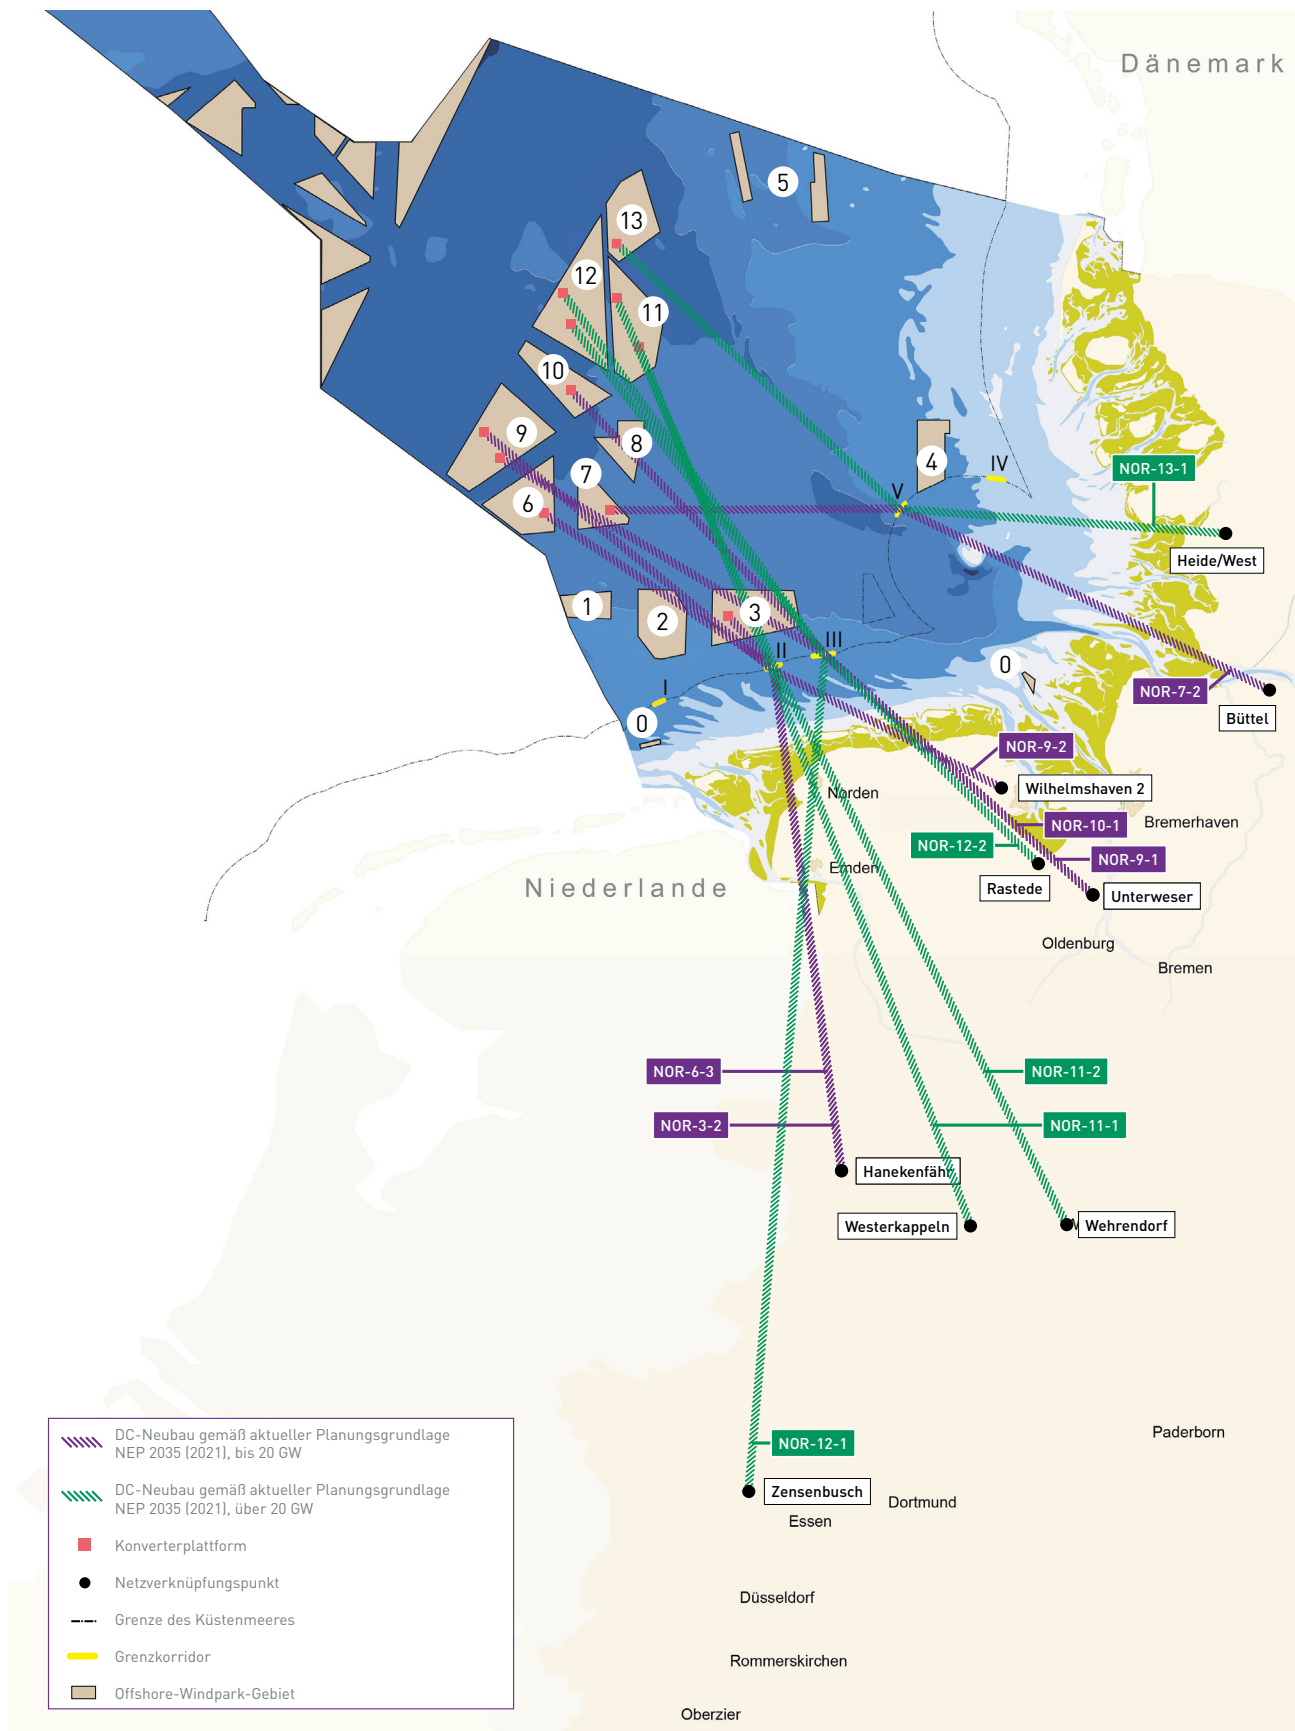 Dänemark
5
13
12
11
10
9
8
7
6
4
IV
V
NOR-13-1
Heide/West
1
2
3
II
III
I
0
0
NOR-7-2
Büttel
NOR-9-2
Wilhelmshaven 2
Norden
NOR-10-1
Bremerhaven
NOR-12-2
NOR-9-1
Emden
Niederlande
Rastede
Unterweser
Oldenburg
Bremen
NOR-6-3
NOR-11-2
NOR-3-2
NOR-11-1
Hanekenfähr
Westerkappeln
Wehrendorf
NOR-12-1
Zensenbusch
Paderborn
Dortmund
Essen
Düsseldorf
Rommerskirchen
Oberzier
DC-Neubau gemäß aktueller Planungsgrundlage
NEP 2035 (2021), bis 20 GW
DC-Neubau gemäß aktueller Planungsgrundlage
NEP 2035 (2021), über 20 GW
Konverterplattform
Netzverknüpfungspunkt
Grenze des Küstenmeeres
Grenzkorridor
Offshore-Windpark-Gebiet